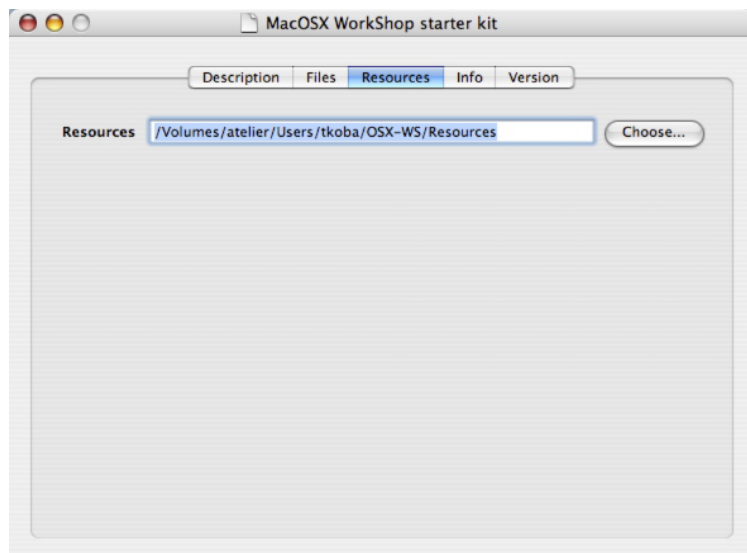 MacOSX WorkShop starter kit
Description Files Resources Info Version
Resources /Volumes/atelier/Users/tkoba/OSX-WS/Resources Choose...